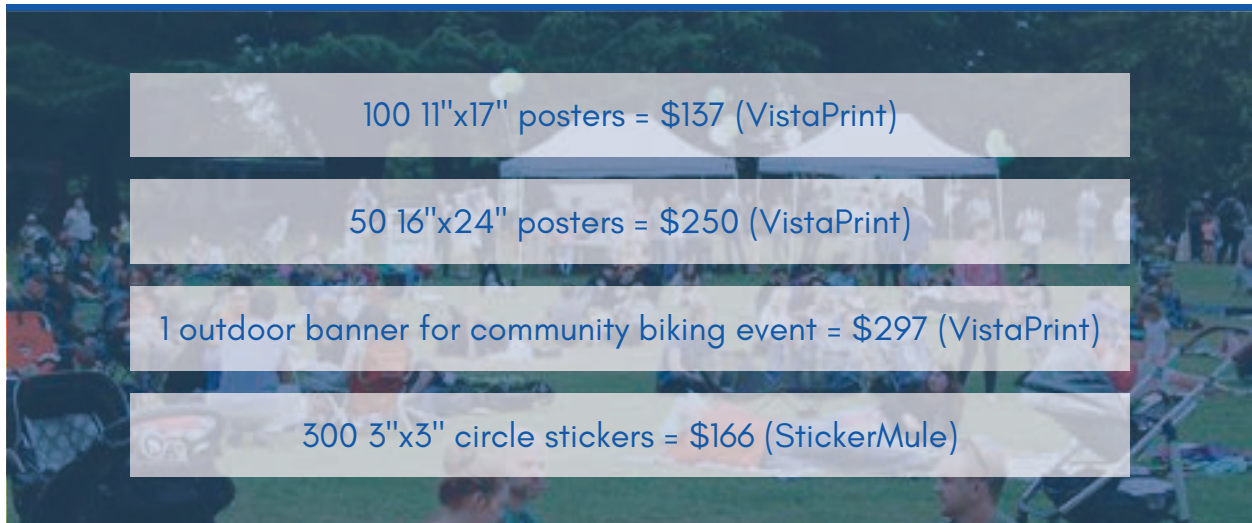 100 11"x17" posters = $137 (VistaPrint)
50 16"x24" posters = $250 (VistaPrint)
1 outdoor banner for community biking event = $297 (VistaPrint)
300 3"x3" circle stickers = $166 (StickerMule)